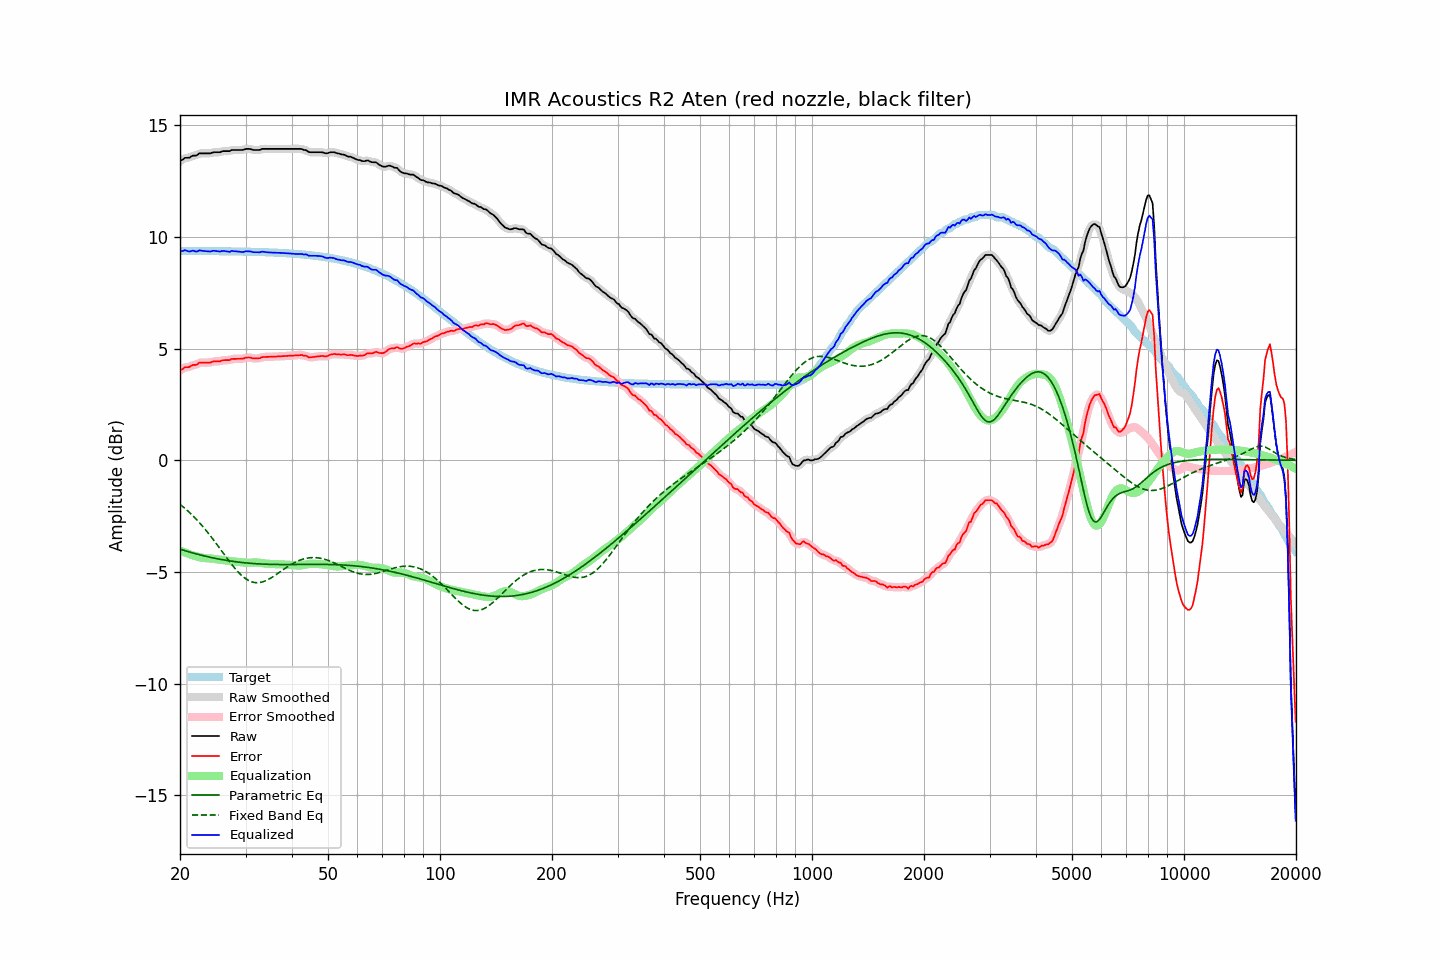 IMR Acoustics R2 Aten (red nozzle, black filter)
15
10
5
0
−5
−10
−15
Amplitude (dBr)
Target
Raw Smoothed
Error Smoothed
Raw
Error
Equalization
Parametric Eq
Fixed Band Eq
Equalized
20 50 100 200 500 1000 2000 5000 10000 20000
Frequency (Hz)